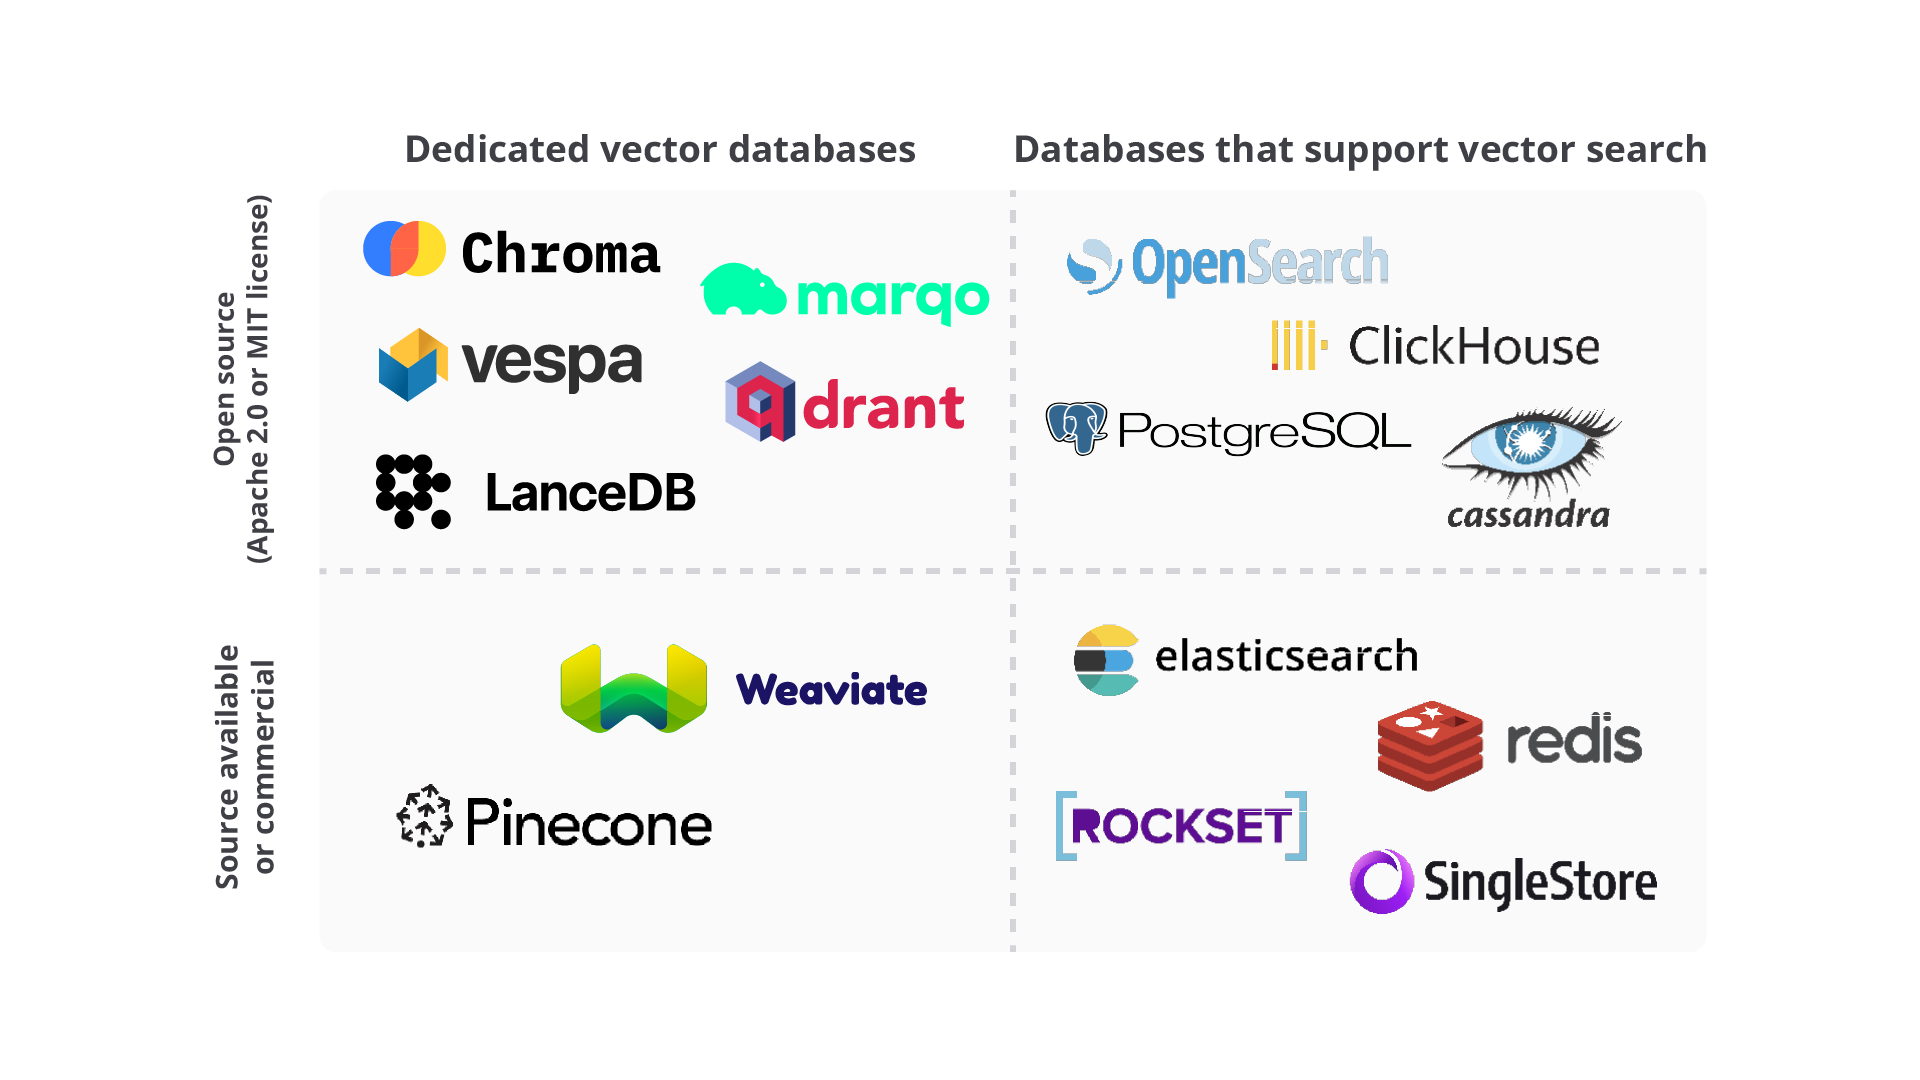 Dedicated vector databases
Databases that support vector search
Open source
(Apache 2.0 or MIT license)
Chroma
marqo
vespa
qdrant
LanceDB
OpenSearch
ClickHouse
PostgreSQL
cassandra
Source available
or commercial
Weaviate
Pinecone
elasticsearch
redis
ROCKSET
SingleStore